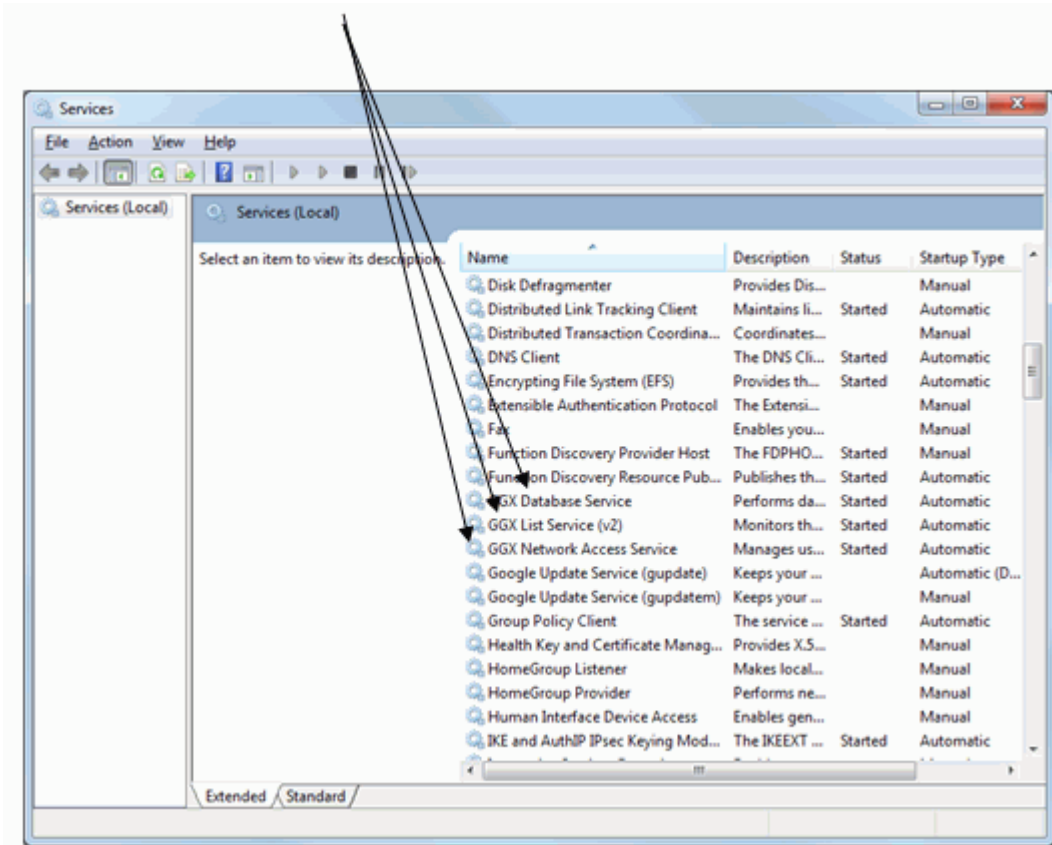 Services
File Action View Help
Services (Local)
Services (Local)
Select an item to view its description.
Name Description Status Startup Type
Disk Defragmenter Provides Dis... Manual
Distributed Link Tracking Client Maintains li... Started Automatic
Distributed Transaction Coordina... Coordinates... Manual
DNS Client The DNS Cli... Started Automatic
Encrypting File System (EFS) Provides th... Started Automatic
Extensible Authentication Protocol The Extensi... Manual
Fax Enables you... Manual
Function Discovery Provider Host The FDPHO... Started Manual
Function Discovery Resource Pub... Publishes th... Started Automatic
GGX Database Service Performs da... Started Automatic
GGX List Service (v2) Monitors th... Started Automatic
GGX Network Access Service Manages us... Started Automatic
Google Update Service (gupdate) Keeps your ... Automatic (D...
Google Update Service (gupdatem) Keeps your ... Manual
Group Policy Client The service ... Started Automatic
Health Key and Certificate Manag... Provides X.5... Manual
HomeGroup Listener Makes local... Manual
HomeGroup Provider Performs ne... Manual
Human Interface Device Access Enables gen... Manual
IKE and AuthIP IPsec Keying Mod... The IKEEXT ... Started Automatic
Extended Standard